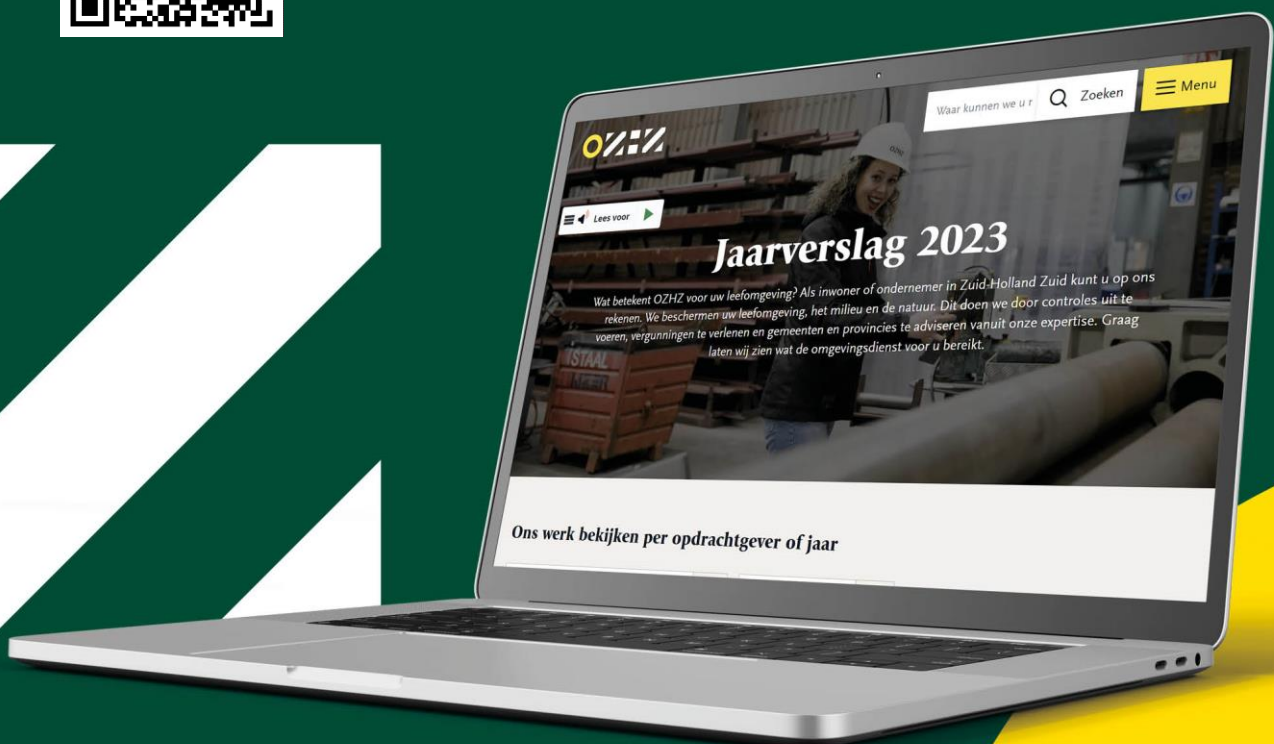 OZHZ
Waar kunnen we u r
Zoeken
Menu
Lees voor
OZHZ
Jaarverslag 2023
Wat betekent OZHZ voor uw leefomgeving? Als inwoner of ondernemer in Zuid-Holland Zuid kunt u op ons
rekenen. We beschermen uw leefomgeving, het milieu en de natuur. Dit doen we door controles uit te
voeren, vergunningen te verlenen en gemeenten en provincies te adviseren vanuit onze expertise. Graag
laten wij zien wat de omgevingsdienst voor u bereikt.
STAAL
Ons werk bekijken per opdrachtgever of jaar